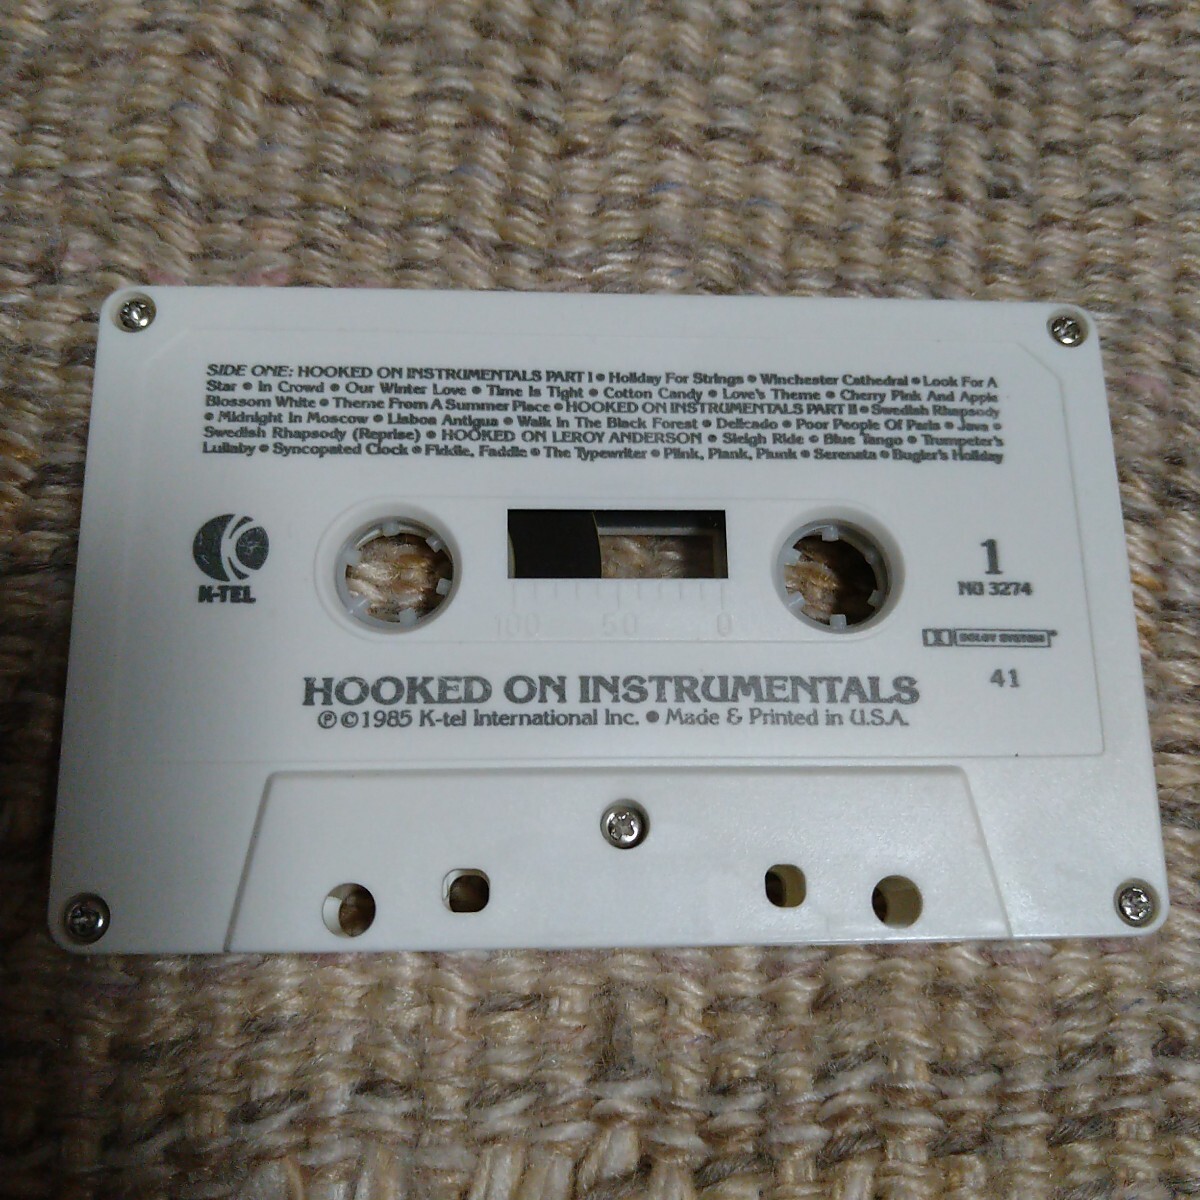 SIDE ONE: HOOKED ON INSTRUMENTALS PART I • Holiday For Strings • Winchester Cathedral • Look For A
Star • In Crowd • Our Winter Love • Time Is Tight • Cotton Candy • Love's Theme • Cherry Pink And Apple
Blossom White • Theme From A Summer Place • HOOKED ON INSTRUMENTALS PART II • Swedish Rhapsody
• Midnight In Moscow • Lisboa Antigua • Walk In The Black Forest • Delicado • Poor People Of Paris • Java •
Swedish Rhapsody (Reprise) • HOOKED ON LEROY ANDERSON • Sleigh Ride • Blue Tango • Trumpeter's
Lullaby • Syncopated Clock • Fiddle, Faddle • The Typewriter • Plink, Plank, Plunk • Serenata • Bugler's Holiday
K-TEL
1
NO 3274
DOLBY SYSTEM®
100 50 0
41
HOOKED ON INSTRUMENTALS
℗ © 1985 K-tel International Inc. • Made & Printed in U.S.A.